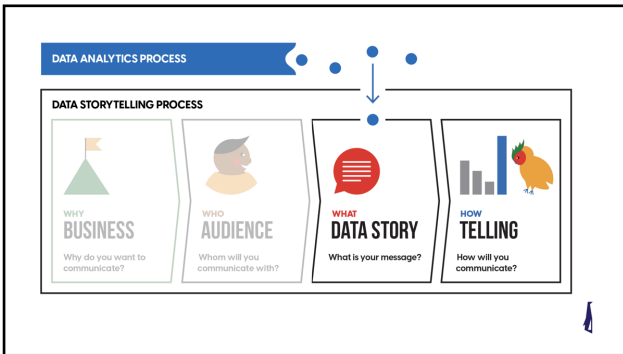 DATA ANALYTICS PROCESS
DATA STORYTELLING PROCESS
WHY
BUSINESS
Why do you want to
communicate?
WHO
AUDIENCE
Whom will you
communicate with?
WHAT
DATA STORY
What is your message?
HOW
TELLING
How will you
communicate?